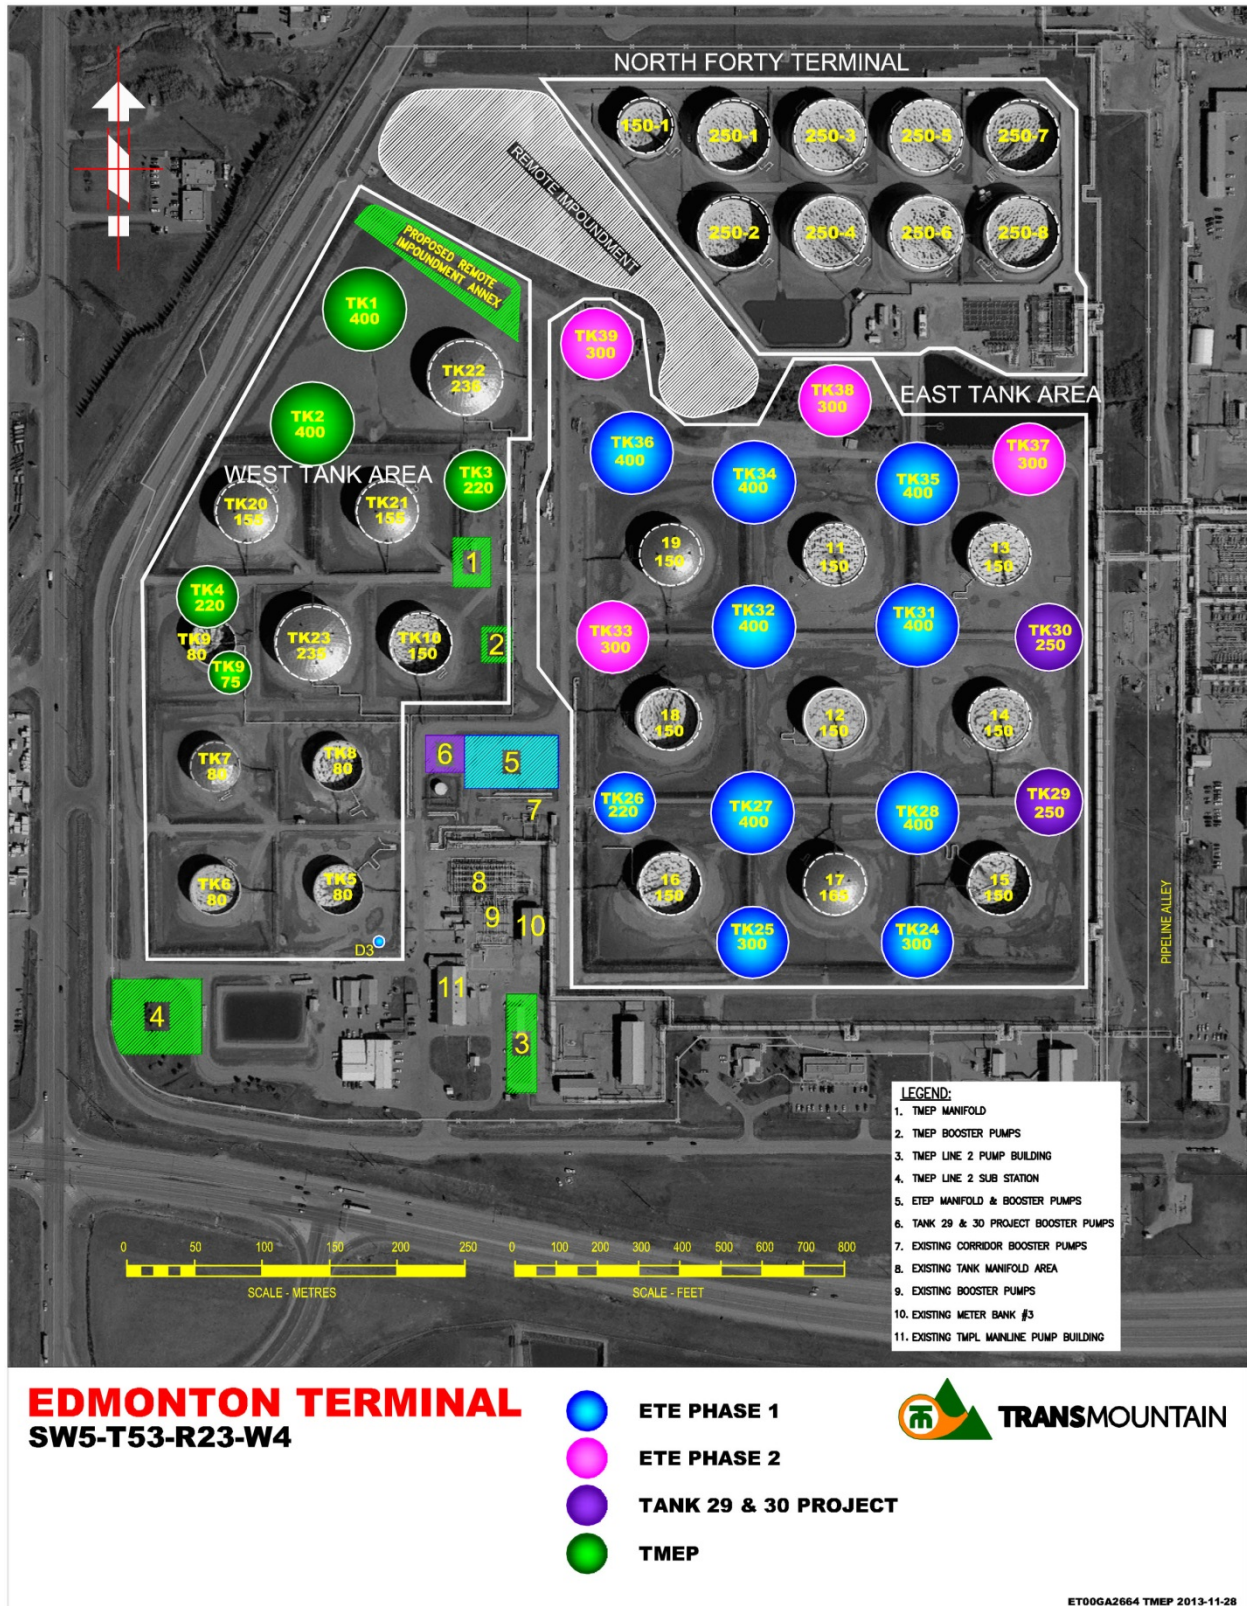 NORTH FORTY TERMINAL
150-1
250-1
250-3
250-5
250-7
REMOTE IMPOUNDMENT
250-2
250-4
250-6
250-8
PROPOSED REMOTE
IMPOUNDMENT ANNEX
TK1
400
TK39
300
TK22
TK38
300
EAST TANK AREA
TK2
400
TK36
400
TK37
300
WEST TANK AREA
TK3
220
TK34
400
TK35
400
TK20
155
TK21
155
19
150
11
150
13
150
1
TK4
220
TK32
400
TK31
400
TK9
80
TK23
TK10
150
2
TK33
300
TK30
250
TK9
75
18
150
12
150
14
150
6
5
TK7
TK8
80
7
TK26
220
TK27
400
TK28
400
TK29
250
TK6
80
TK5
80
8
16
150
17
15
150
9
10
TK25
300
TK24
300
D3
PIPELINE ALLEY
11
4
3
LEGEND:
1. TMEP MANIFOLD
2. TMEP BOOSTER PUMPS
3. TMEP LINE 2 PUMP BUILDING
4. TMEP LINE 2 SUB STATION
5. ETEP MANIFOLD & BOOSTER PUMPS
6. TANK 29 & 30 PROJECT BOOSTER PUMPS
7. EXISTING CORRIDOR BOOSTER PUMPS
8. EXISTING TANK MANIFOLD AREA
9. EXISTING BOOSTER PUMPS
10. EXISTING METER BANK #3
11. EXISTING TMPL MAINLINE PUMP BUILDING
0 50 100 150 200 250
SCALE - METRES
0 100 200 300 400 500 600 700 800
SCALE - FEET
EDMONTON TERMINAL
SW5-T53-R23-W4
ETE PHASE 1
ETE PHASE 2
TANK 29 & 30 PROJECT
TMEP
TRANSMOUNTAIN
ET00GA2664 TMEP 2013-11-28